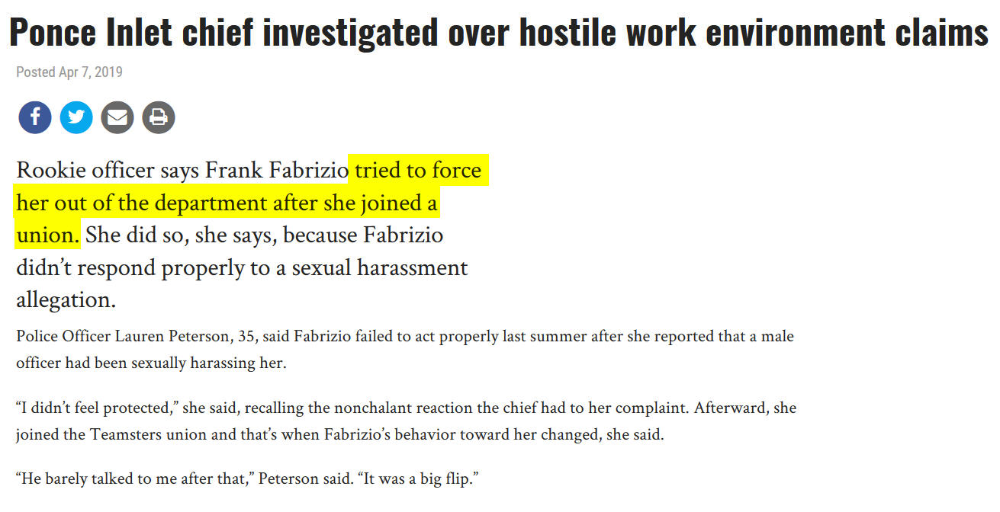 Ponce Inlet chief investigated over hostile work environment claims
Posted Apr 7, 2019
Rookie officer says Frank Fabrizio tried to force
her out of the department after she joined a
union. She did so, she says, because Fabrizio
didn’t respond properly to a sexual harassment
allegation.
Police Officer Lauren Peterson, 35, said Fabrizio failed to act properly last summer after she reported that a male
officer had been sexually harassing her.
“I didn’t feel protected,” she said, recalling the nonchalant reaction the chief had to her complaint. Afterward, she
joined the Teamsters union and that’s when Fabrizio’s behavior toward her changed, she said.
“He barely talked to me after that,” Peterson said. “It was a big flip.”